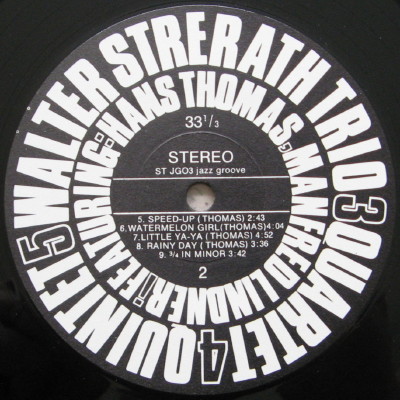 WALTER STRERATH TRIO 3 QUARTET 4 QUINTET 5
FEATURING: HANS THOMAS, MANFRED LINDNER!
33 1/3
STEREO
ST JGO3 jazz groove
5. SPEED-UP (THOMAS) 2:43
6. WATERMELON GIRL (THOMAS) 4:04
7. LITTLE YA-YA (THOMAS) 4:52
8. RAINY DAY (THOMAS) 3:36
9. 3/4 IN MINOR 3:42
2